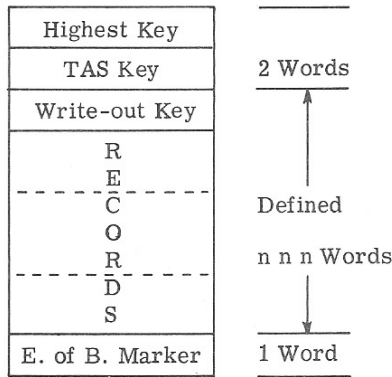 Highest Key
TAS Key
2 Words
Write-out Key
R
E
C
Defined
O
R
n n n Words
D
S
E. of B. Marker
1 Word